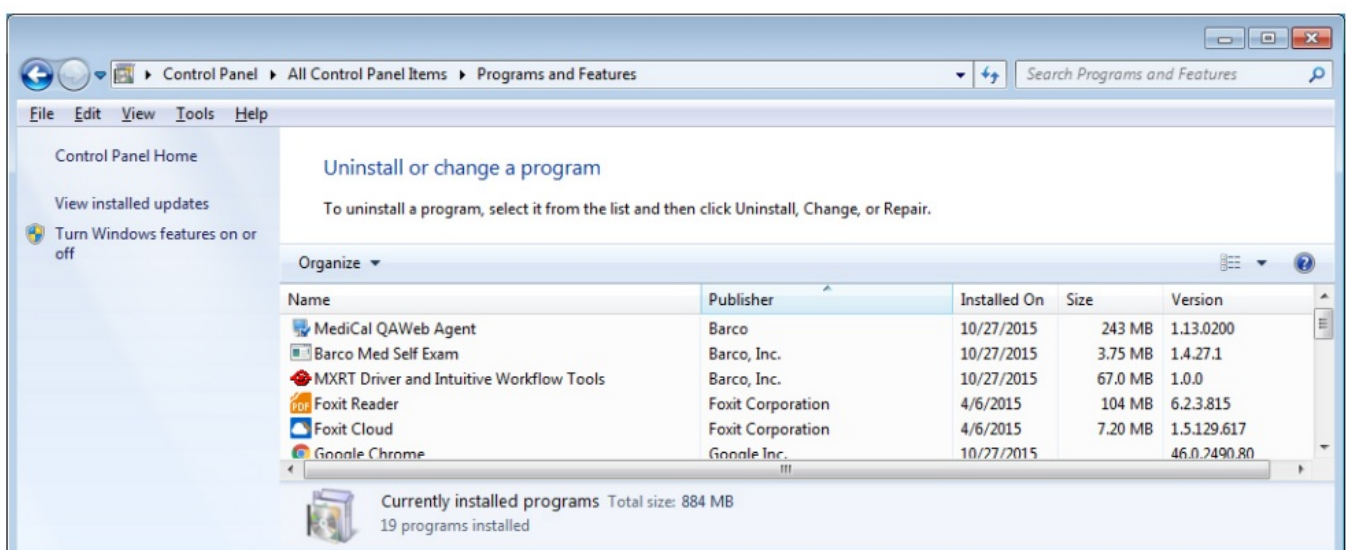 Control Panel ▸ All Control Panel Items ▸ Programs and Features
Search Programs and Features
File Edit View Tools Help
Control Panel Home
View installed updates
Turn Windows features on or
off
Uninstall or change a program
To uninstall a program, select it from the list and then click Uninstall, Change, or Repair.
Organize
Name Publisher Installed On Size Version
MediCal QAWeb Agent Barco 10/27/2015 243 MB 1.13.0200
Barco Med Self Exam Barco, Inc. 10/27/2015 3.75 MB 1.4.27.1
MXRT Driver and Intuitive Workflow Tools Barco, Inc. 10/27/2015 67.0 MB 1.0.0
PDF Foxit Reader Foxit Corporation 4/6/2015 104 MB 6.2.3.815
Foxit Cloud Foxit Corporation 4/6/2015 7.20 MB 1.5.129.617
Google Chrome Google Inc. 10/27/2015 46.0.2490.80
Currently installed programs Total size: 884 MB
19 programs installed